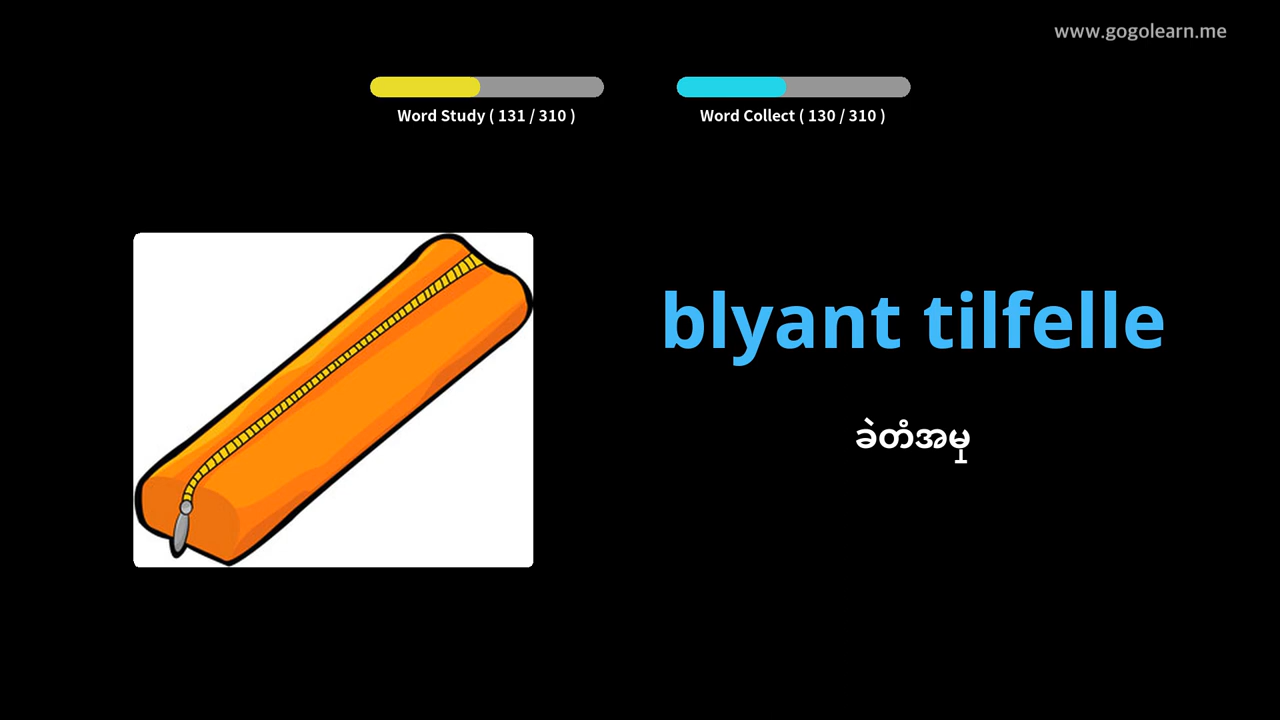 www.gogolearn.me
Word Study ( 131 / 310 )
Word Collect ( 130 / 310 )
blyant tilfelle
ခဲတံအမှု